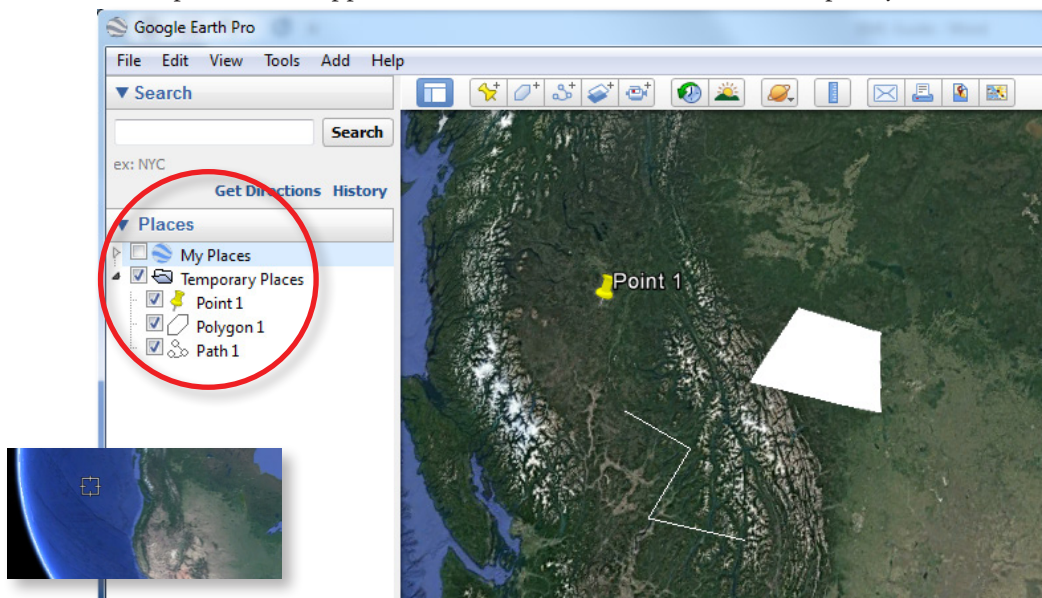 Google Earth Pro
File Edit View Tools Add Help
Search
Search
ex: NYC
Get Directions History
Places
My Places
Temporary Places
Point 1
Polygon 1
Path 1
Point 1